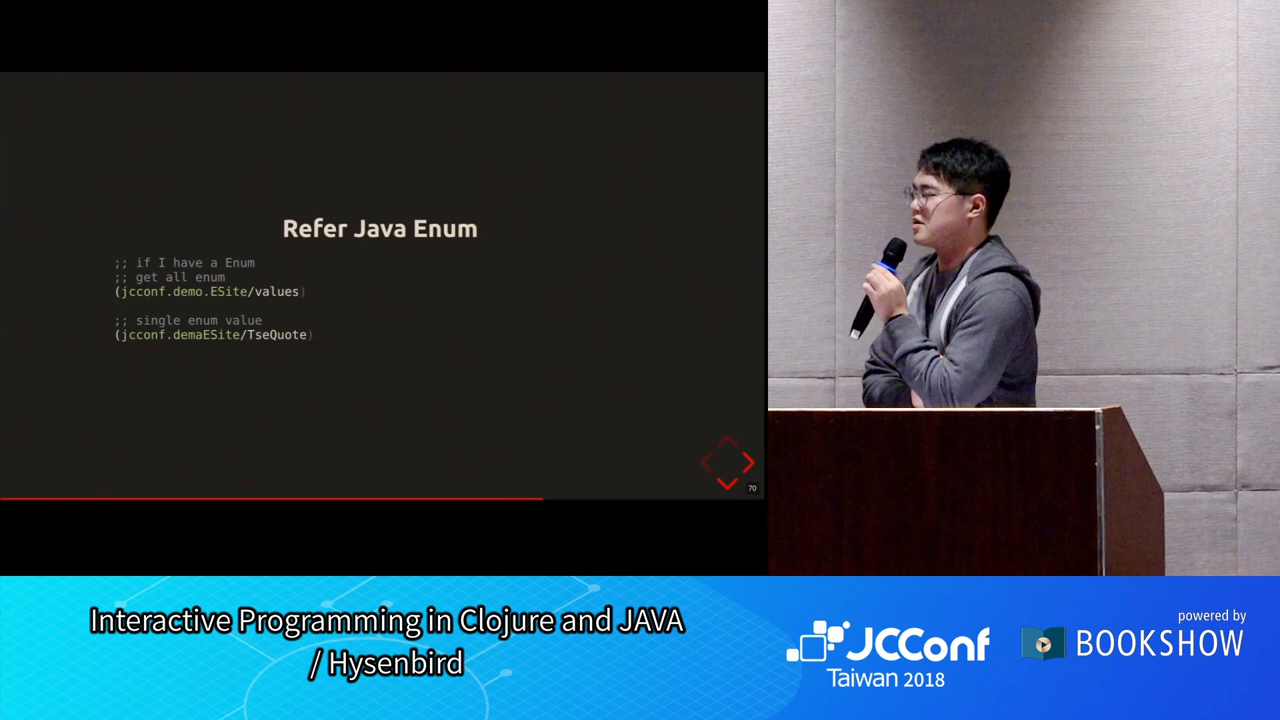 Refer Java Enum
;; if I have a Enum
;; get all enum
(jcconf.demo.ESite/values)
;; single enum value
(jcconf.demaESite/TseQuote)
70
Interactive Programming in Clojure and JAVA
/ Hysenbird
JCConf
Taiwan 2018
powered by
BOOKSHOW